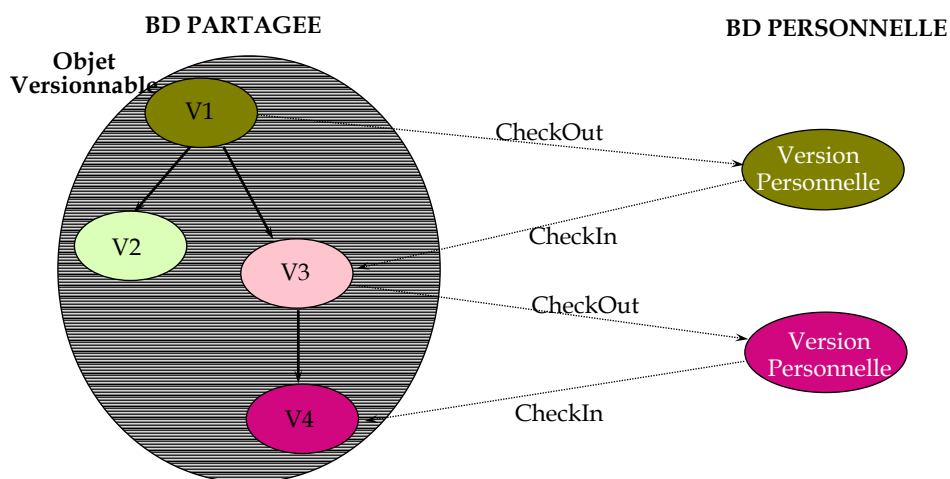 BD PARTAGEE
BD PERSONNELLE
Objet
Versionnable
V1
CheckOut
Version
Personnelle
V2
CheckIn
V3
CheckOut
Version
Personnelle
V4
CheckIn